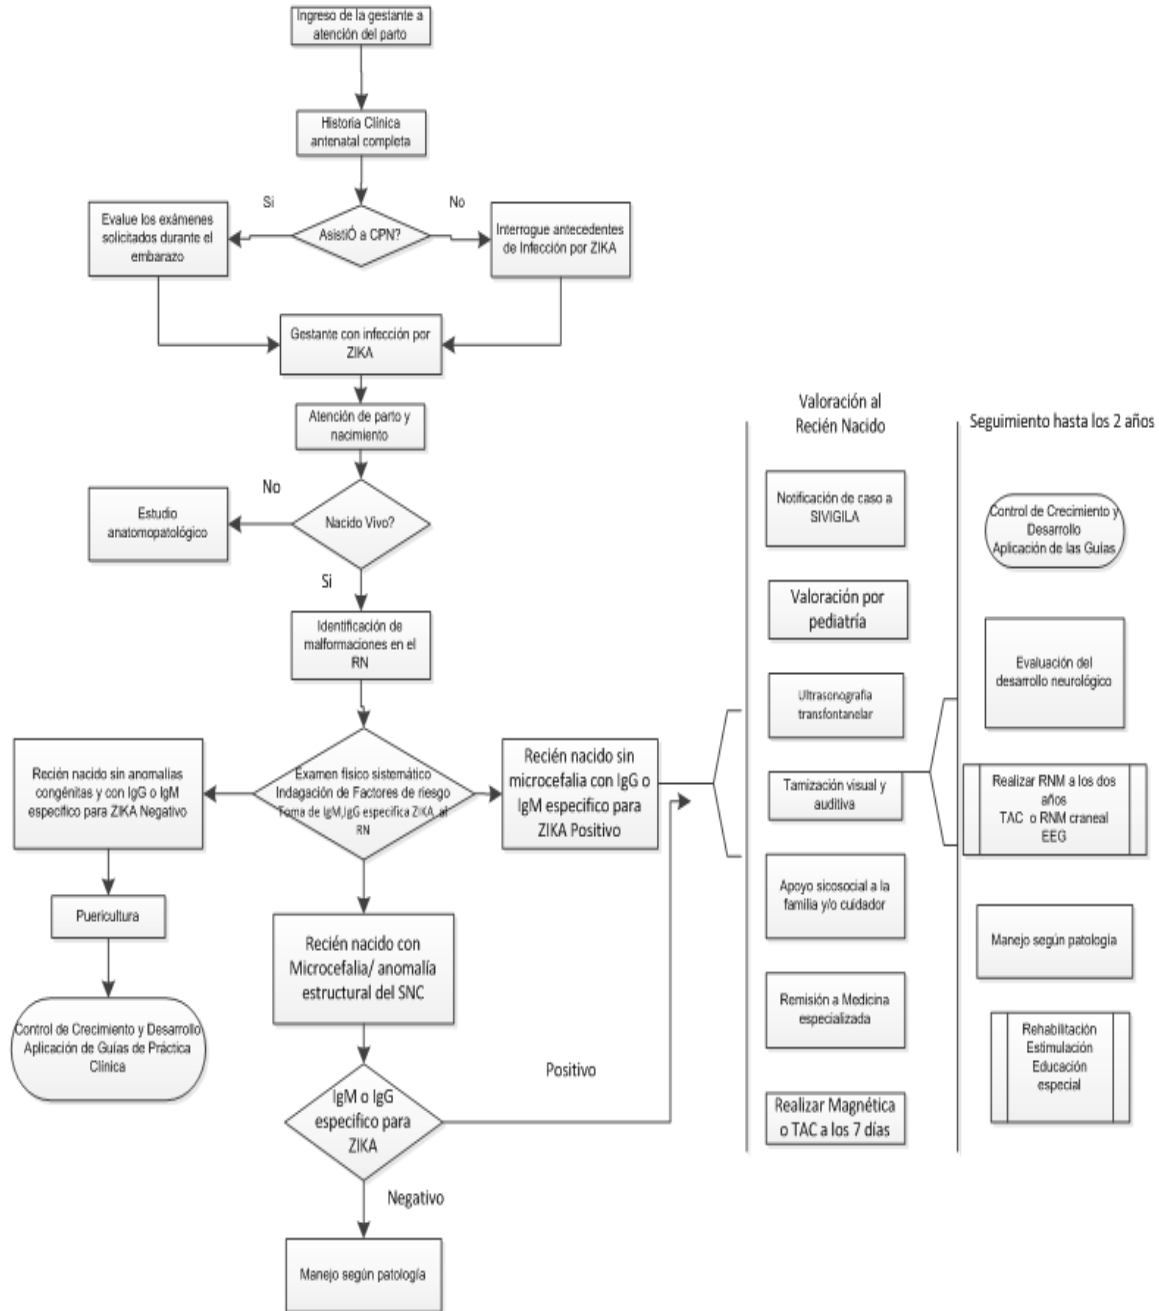 Ingreso de la gestante a
atención del parto
Historia Clínica
antenatal completa
Si
No
Evalue los exámenes
solicitados durante el
embarazo
AsistiÓ a CPN?
Interrogue antecedentes
de Infección por ZIKA
Gestante con infección por
ZIKA
Atención de parto y
nacimiento
No
Estudio
anatomopatológico
Nacido Vivo?
Si
Identificación de
malformaciones en el
RN
Recién nacido sin anomalías
congénitas y con IgG o IgM
especifico para ZIKA Negativo
Examen físico sistemático
Indagación de Factores de riesgo
Toma de IgM,IgG especifica ZIKA, al
RN
Recién nacido sin
microcefalia con IgG o
IgM especifico para
ZIKA Positivo
Puericultura
Control de Crecimiento y Desarrollo
Aplicación de Guías de Práctica
Clínica
Recién nacido con
Microcefalia/ anomalía
estructural del SNC
IgM o IgG
especifico para
ZIKA
Positivo
Negativo
Manejo según patología
Valoración al
Recién Nacido
Notificación de caso a
SIVIGILA
Valoración por
pediatría
Ultrasonografía
transfontanelar
Tamización visual y
auditiva
Apoyo sicosocial a la
familia y/o cuidador
Remisión a Medicina
especializada
Realizar Magnética
o TAC a los 7 días
Seguimiento hasta los 2 años
Control de Crecimiento y
Desarrollo
Aplicación de las Guías
Evaluación del
desarrollo neurológico
Realizar RNM a los dos
años
TAC o RNM craneal
EEG
Manejo según patología
Rehabilitación
Estimulación
Educación
especial